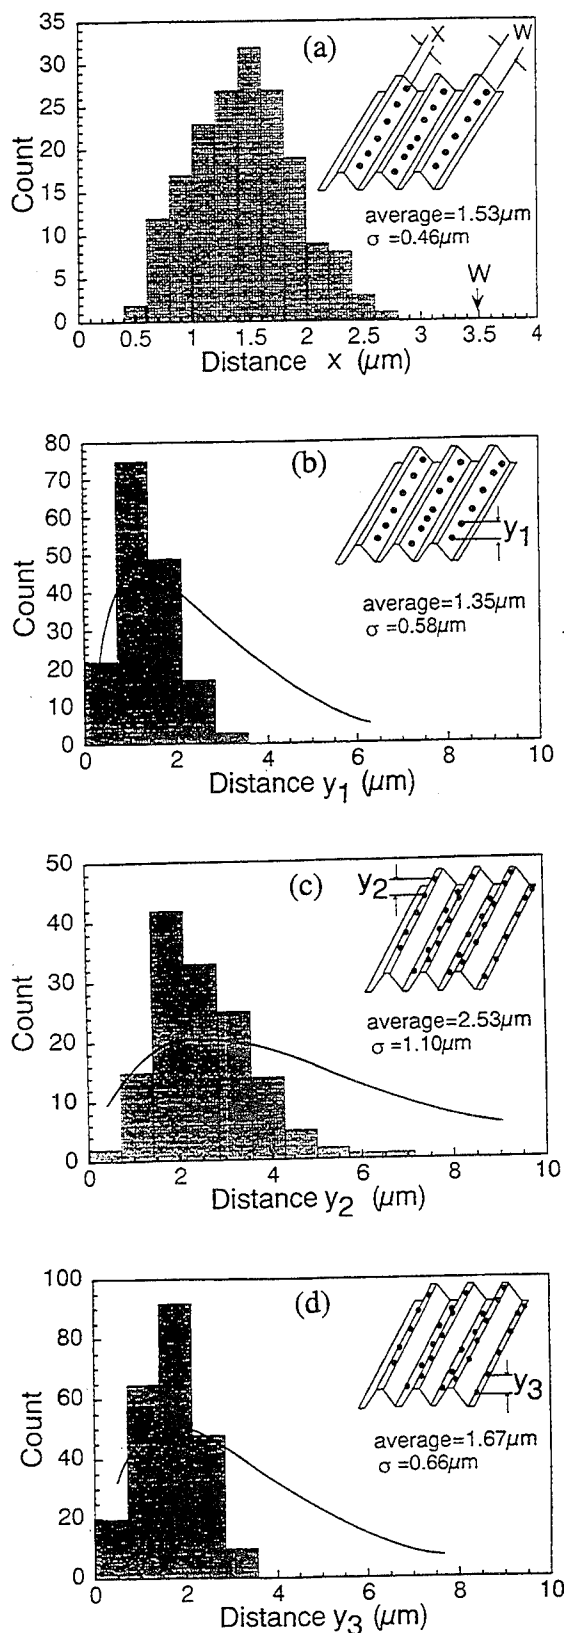 35
30
25
20
15
10
5
0
Count
(a)
X
W
average=1.53µm
σ =0.46µm
W
0 0.5 1 1.5 2 2.5 3 3.5 4
Distance x (µm)
80
70
60
50
40
30
20
10
0
Count
(b)
y1
average=1.35µm
σ =0.58µm
0 2 4 6 8 10
Distance y1 (µm)
50
40
30
20
10
0
Count
(c)
y2
average=2.53µm
σ =1.10µm
0 2 4 6 8 10
Distance y2 (µm)
100
80
60
40
20
0
Count
(d)
y3
average=1.67µm
σ =0.66µm
0 2 4 6 8 10
Distance y3 (µm)